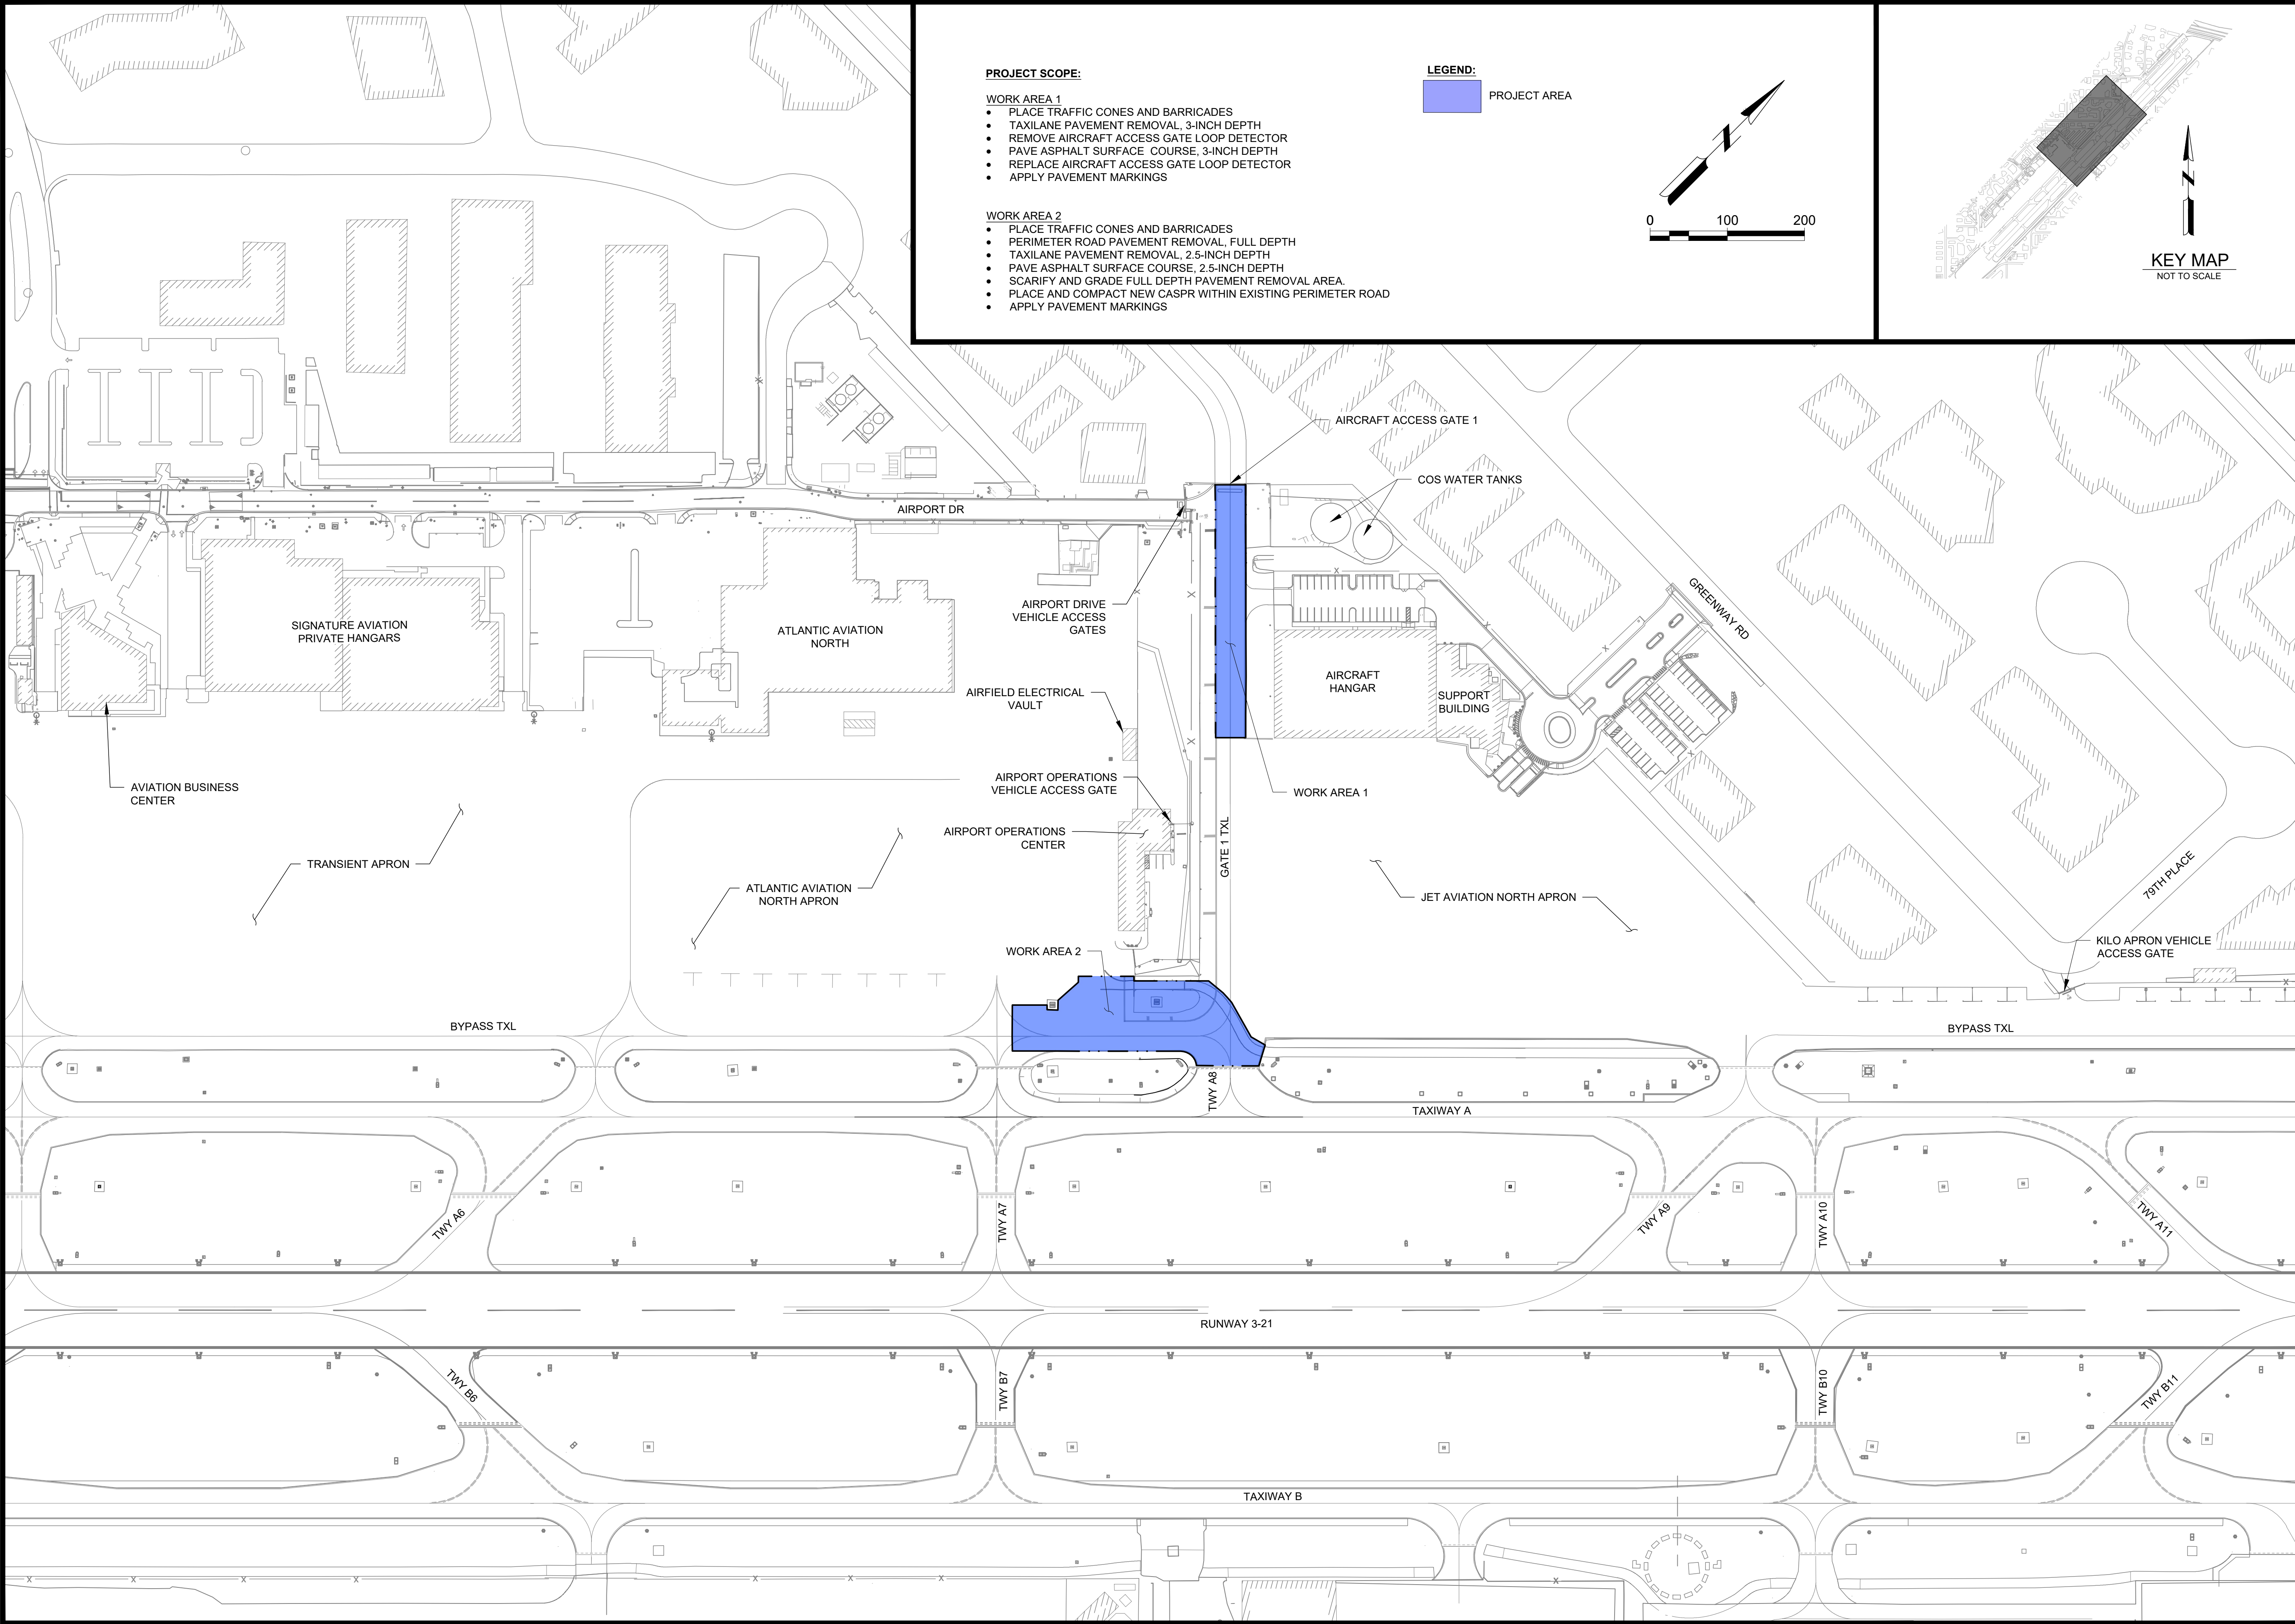 PROJECT SCOPE:
WORK AREA 1
• PLACE TRAFFIC CONES AND BARRICADES
• TAXILANE PAVEMENT REMOVAL, 3-INCH DEPTH
• REMOVE AIRCRAFT ACCESS GATE LOOP DETECTOR
• PAVE ASPHALT SURFACE COURSE, 3-INCH DEPTH
• REPLACE AIRCRAFT ACCESS GATE LOOP DETECTOR
• APPLY PAVEMENT MARKINGS
WORK AREA 2
• PLACE TRAFFIC CONES AND BARRICADES
• PERIMETER ROAD PAVEMENT REMOVAL, FULL DEPTH
• TAXILANE PAVEMENT REMOVAL, 2.5-INCH DEPTH
• PAVE ASPHALT SURFACE COURSE, 2.5-INCH DEPTH
• SCARIFY AND GRADE FULL DEPTH PAVEMENT REMOVAL AREA.
• PLACE AND COMPACT NEW CASPR WITHIN EXISTING PERIMETER ROAD
• APPLY PAVEMENT MARKINGS
LEGEND:
PROJECT AREA
N
0 100 200
N
KEY MAP
NOT TO SCALE
AIRCRAFT ACCESS GATE 1
COS WATER TANKS
AIRPORT DR
AIRPORT DRIVE
VEHICLE ACCESS
GATES
GREENWAY RD
SIGNATURE AVIATION
PRIVATE HANGARS
ATLANTIC AVIATION
NORTH
AIRCRAFT
HANGAR
SUPPORT
BUILDING
AIRFIELD ELECTRICAL
VAULT
AVIATION BUSINESS
CENTER
AIRPORT OPERATIONS
VEHICLE ACCESS GATE
WORK AREA 1
AIRPORT OPERATIONS
CENTER
GATE 1 TXL
TRANSIENT APRON
ATLANTIC AVIATION
NORTH APRON
JET AVIATION NORTH APRON
79TH PLACE
KILO APRON VEHICLE
ACCESS GATE
WORK AREA 2
BYPASS TXL
BYPASS TXL
TWY A8
TAXIWAY A
TWY A6
TWY A7
TWY A9
TWY A10
TWY A11
RUNWAY 3-21
TWY B6
TWY B7
TWY B10
TWY B11
TAXIWAY B